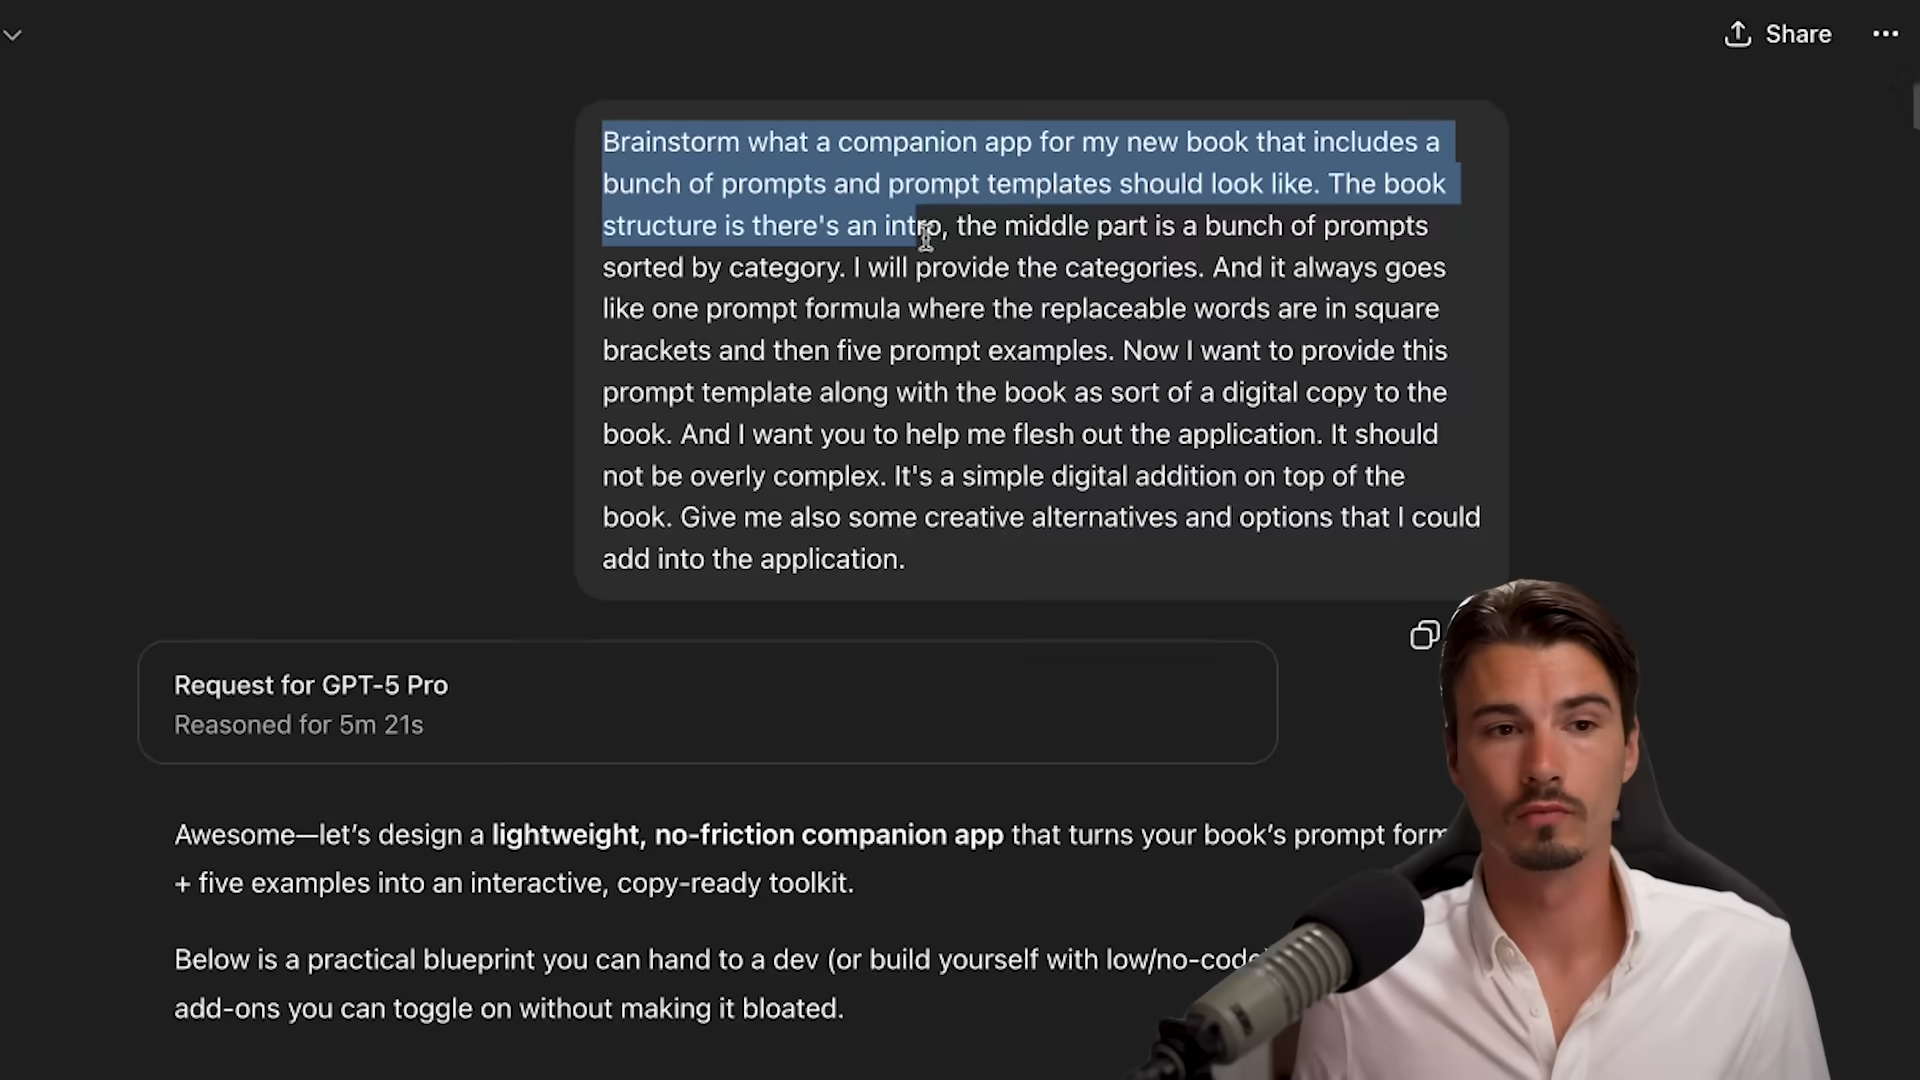 Share
Brainstorm what a companion app for my new book that includes a
bunch of prompts and prompt templates should look like. The book
structure is there's an intro, the middle part is a bunch of prompts
sorted by category. I will provide the categories. And it always goes
like one prompt formula where the replaceable words are in square
brackets and then five prompt examples. Now I want to provide this
prompt template along with the book as sort of a digital copy to the
book. And I want you to help me flesh out the application. It should
not be overly complex. It's a simple digital addition on top of the
book. Give me also some creative alternatives and options that I could
add into the application.
Request for GPT-5 Pro
Reasoned for 5m 21s
Awesome—let’s design a lightweight, no-friction companion app that turns your book’s prompt
+ five examples into an interactive, copy-ready toolkit.
Below is a practical blueprint you can hand to a dev (or build yourself with low/no-code
add-ons you can toggle on without making it bloated.